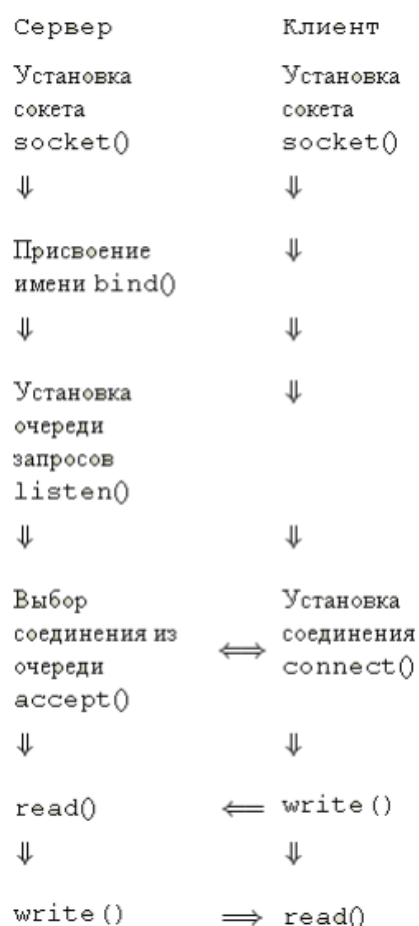 Сервер Клиент
Установка Установка
сокета сокета
socket() socket()
⇓ ⇓
Присвоение ⇓
имени bind()
⇓ ⇓
Установка ⇓
очереди
запросов
listen()
⇓ ⇓
Выбор Установка
соединения из ⇔ соединения
очереди connect()
accept()
⇓ ⇓
read() ⇐ write()
⇓ ⇓
write() ⇒ read()